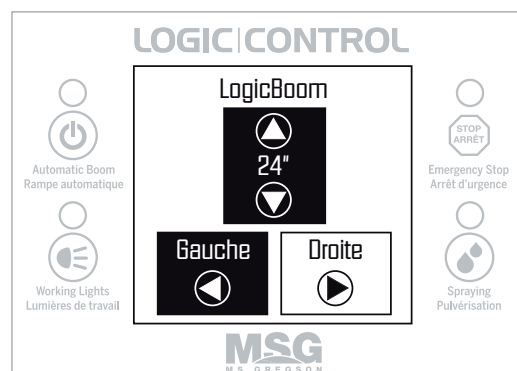 LOGIC|CONTROL
LogicBoom
24"
Gauche
Droite
Automatic Boom
Rampe automatique
Working Lights
Lumières de travail
STOP
ARRÊT
Emergency Stop
Arrêt d'urgence
Spraying
Pulvérisation
MSG
MS GREGSON